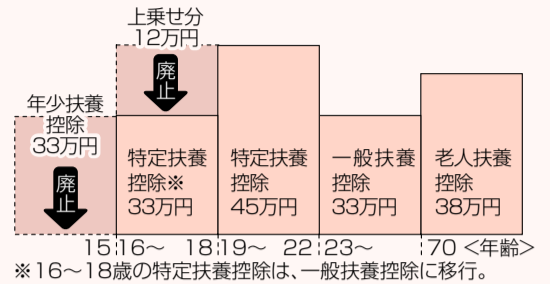 上乗せ分
12万円
廃止
年少扶養
控除
33万円
廃止
特定扶養
控除※
33万円
特定扶養
控除
45万円
一般扶養
控除
33万円
老人扶養
控除
38万円
15 16〜 18 19〜 22 23〜 70 <年齢>
※16〜18歳の特定扶養控除は、一般扶養控除に移行。